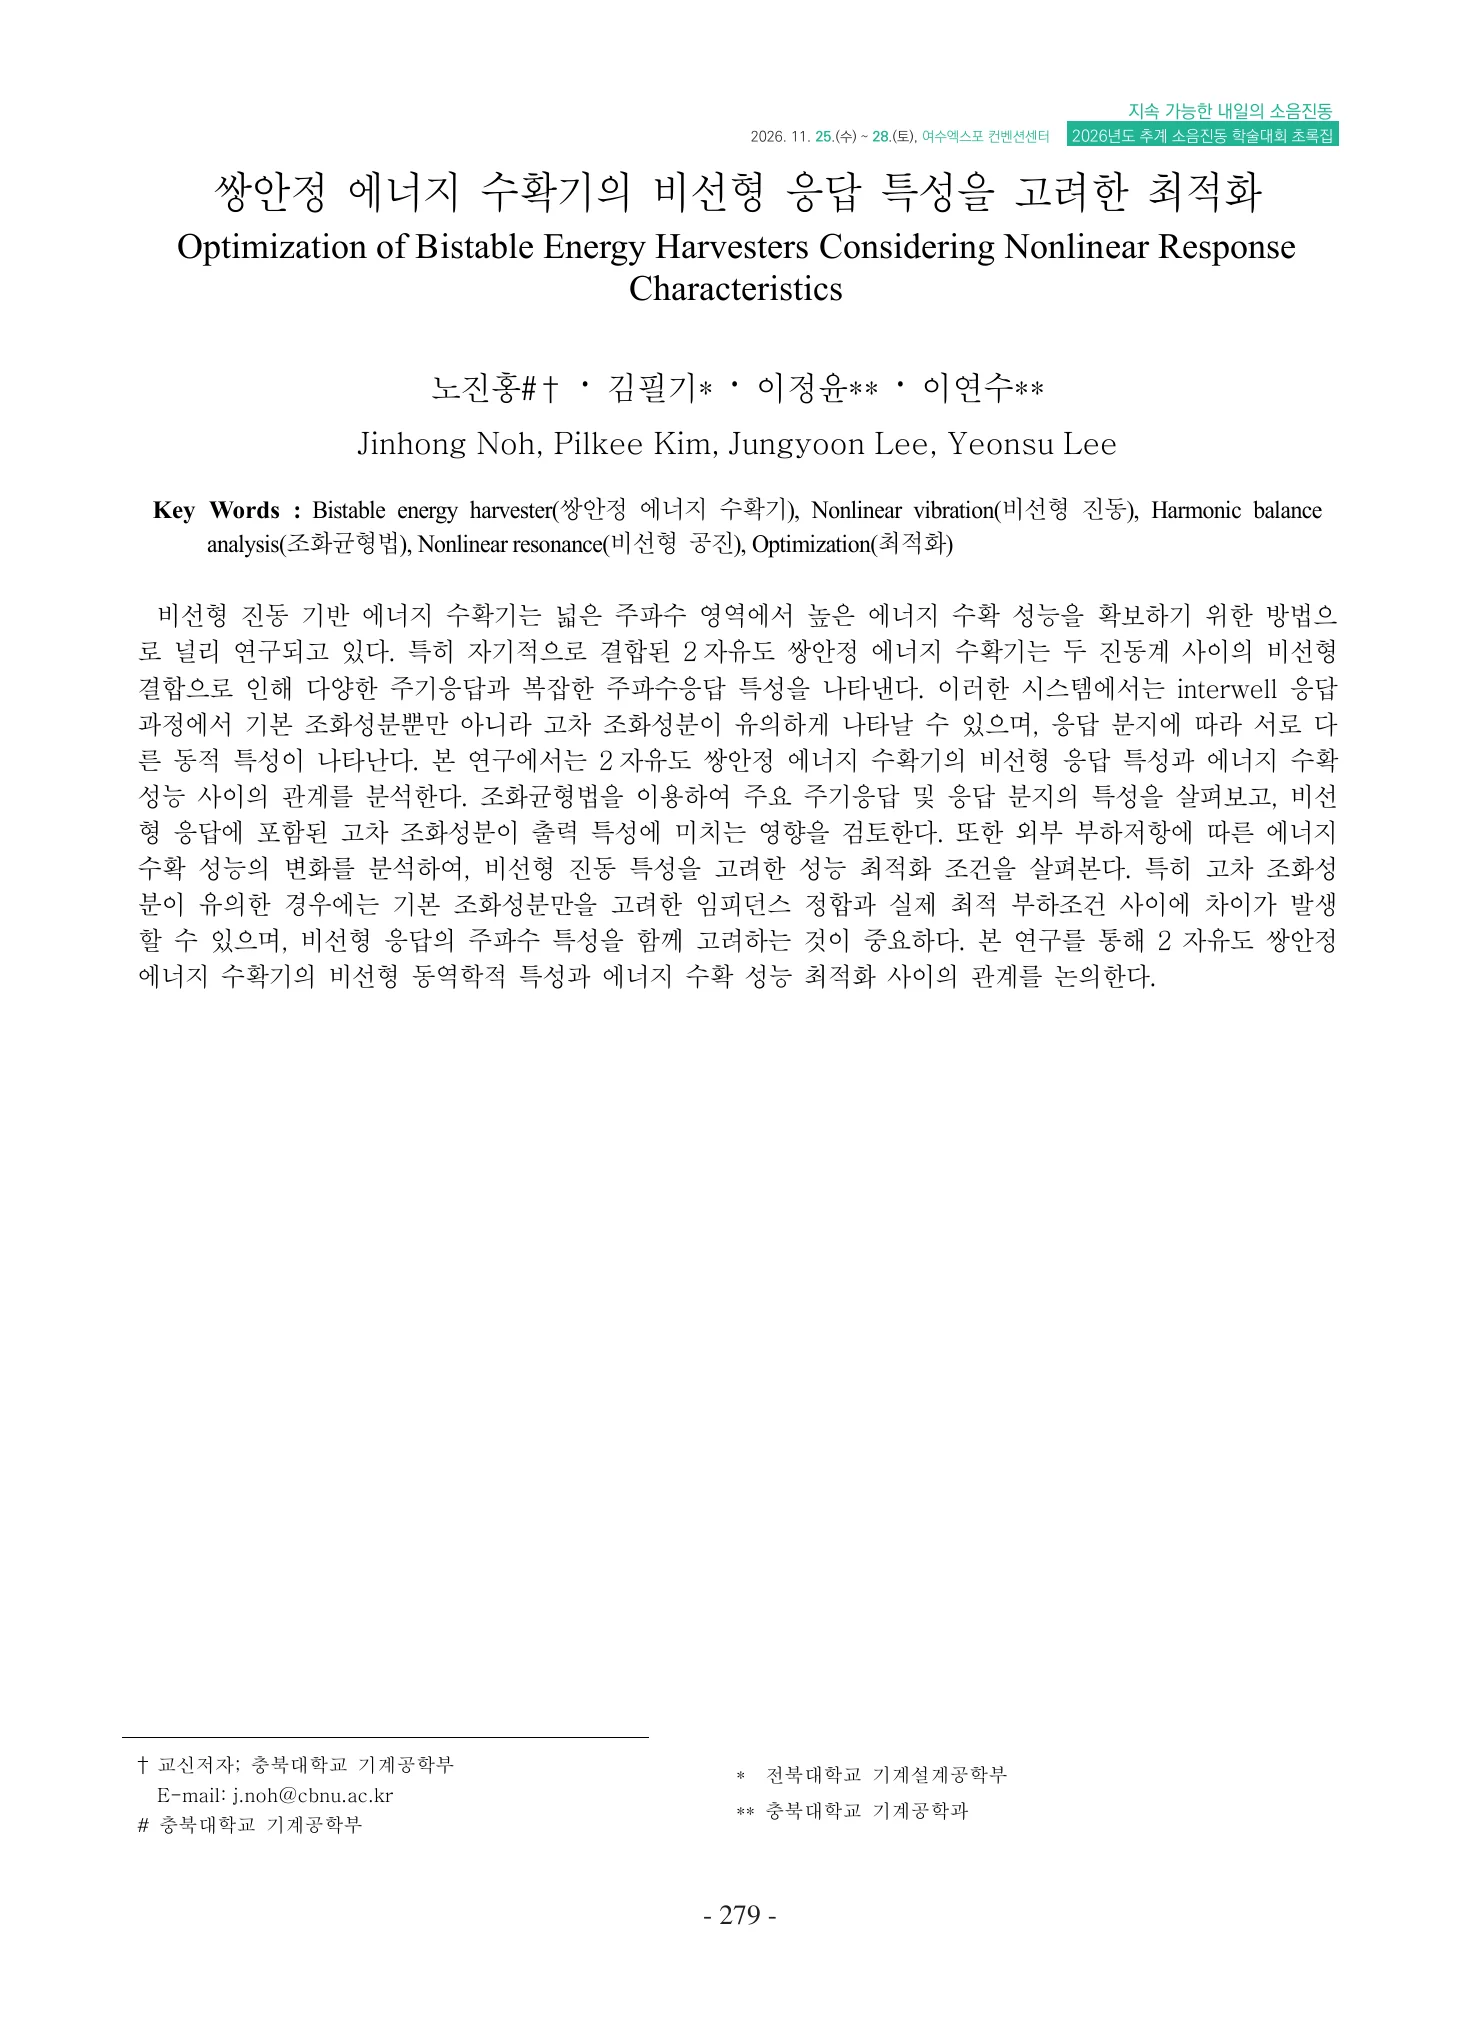 지속 가능한 내일의 소음진동
2026. 11. 25.(수) ~ 28.(토), 여수엑스포 컨벤션센터 2026년도 추계 소음진동 학술대회 초록집
쌍안정 에너지 수확기의 비선형 응답 특성을 고려한 최적화
Optimization of Bistable Energy Harvesters Considering Nonlinear Response
Characteristics
노진홍#† · 김필기* · 이정윤** · 이연수**
Jinhong Noh, Pilkee Kim, Jungyoon Lee, Yeonsu Lee
Key Words : Bistable energy harvester(쌍안정 에너지 수확기), Nonlinear vibration(비선형 진동), Harmonic balance
analysis(조화균형법), Nonlinear resonance(비선형 공진), Optimization(최적화)
비선형 진동 기반 에너지 수확기는 넓은 주파수 영역에서 높은 에너지 수확 성능을 확보하기 위한 방법으
로 널리 연구되고 있다. 특히 자기적으로 결합된 2자유도 쌍안정 에너지 수확기는 두 진동계 사이의 비선형
결합으로 인해 다양한 주기응답과 복잡한 주파수응답 특성을 나타낸다. 이러한 시스템에서는 interwell 응답
과정에서 기본 조화성분뿐만 아니라 고차 조화성분이 유의하게 나타날 수 있으며, 응답 분지에 따라 서로 다
른 동적 특성이 나타난다. 본 연구에서는 2자유도 쌍안정 에너지 수확기의 비선형 응답 특성과 에너지 수확
성능 사이의 관계를 분석한다. 조화균형법을 이용하여 주요 주기응답 및 응답 분지의 특성을 살펴보고, 비선
형 응답에 포함된 고차 조화성분이 출력 특성에 미치는 영향을 검토한다. 또한 외부 부하저항에 따른 에너지
수확 성능의 변화를 분석하여, 비선형 진동 특성을 고려한 성능 최적화 조건을 살펴본다. 특히 고차 조화성
분이 유의한 경우에는 기본 조화성분만을 고려한 임피던스 정합과 실제 최적 부하조건 사이에 차이가 발생
할 수 있으며, 비선형 응답의 주파수 특성을 함께 고려하는 것이 중요하다. 본 연구를 통해 2 자유도 쌍안정
에너지 수확기의 비선형 동역학적 특성과 에너지 수확 성능 최적화 사이의 관계를 논의한다.
† 교신저자; 충북대학교 기계공학부
E-mail: j.noh@cbnu.ac.kr
# 충북대학교 기계공학부
* 전북대학교 기계설계공학부
** 충북대학교 기계공학과
- 279 -